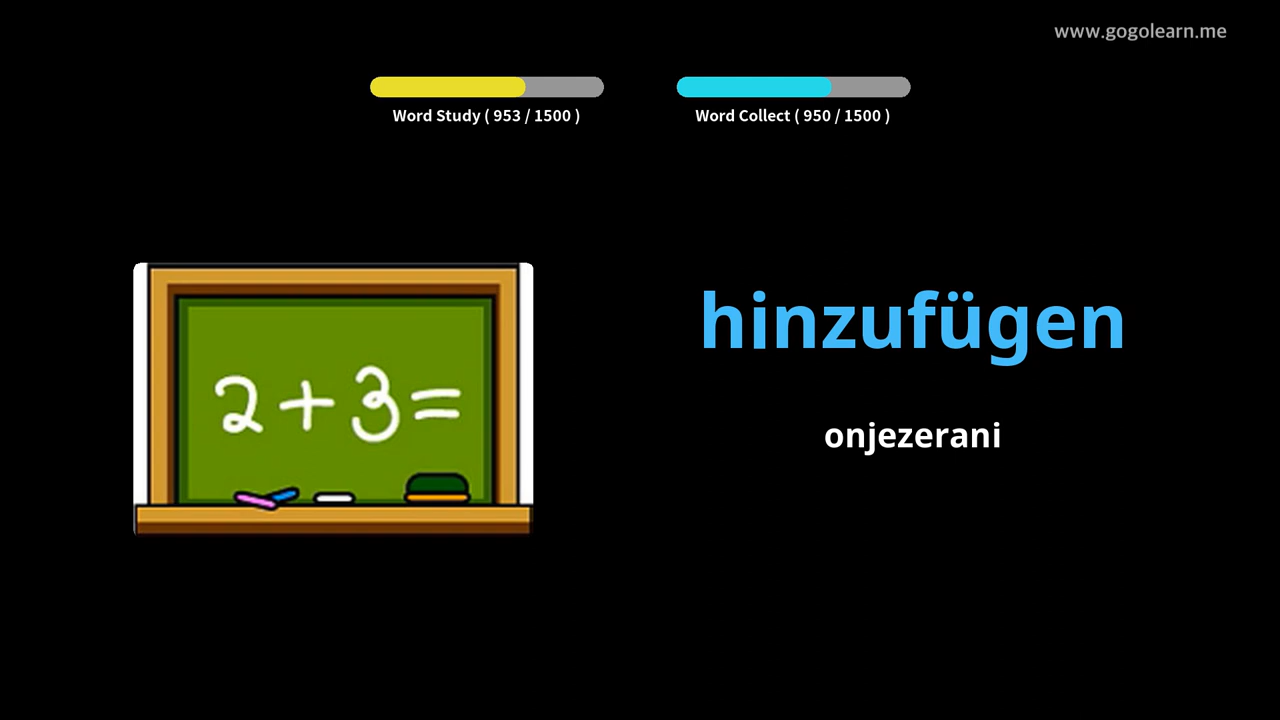 www.gogolearn.me
Word Study ( 953 / 1500 )
Word Collect ( 950 / 1500 )
2 + 3 =
hinzufügen
onjezerani